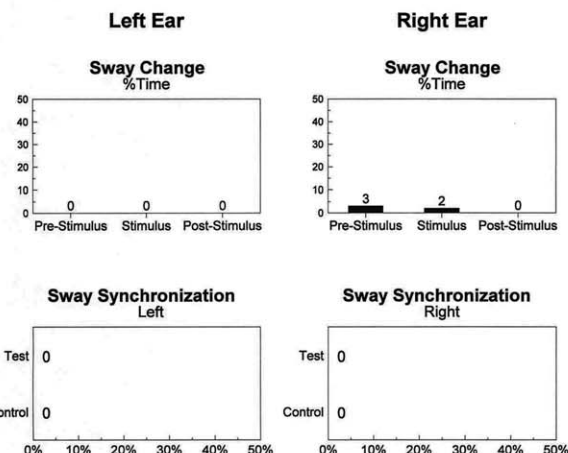 Left Ear
Right Ear
Sway Change
%Time
50
40
30
20
10
0
0
0
0
Pre-Stimulus
Stimulus
Post-Stimulus
Sway Change
%Time
50
40
30
20
10
0
3
2
0
Pre-Stimulus
Stimulus
Post-Stimulus
Sway Synchronization
Left
Test
0
ontrol
0
0%
10%
20%
30%
40%
50%
Sway Synchronization
Right
Test
0
Control
0
0%
10%
20%
30%
40%
50%